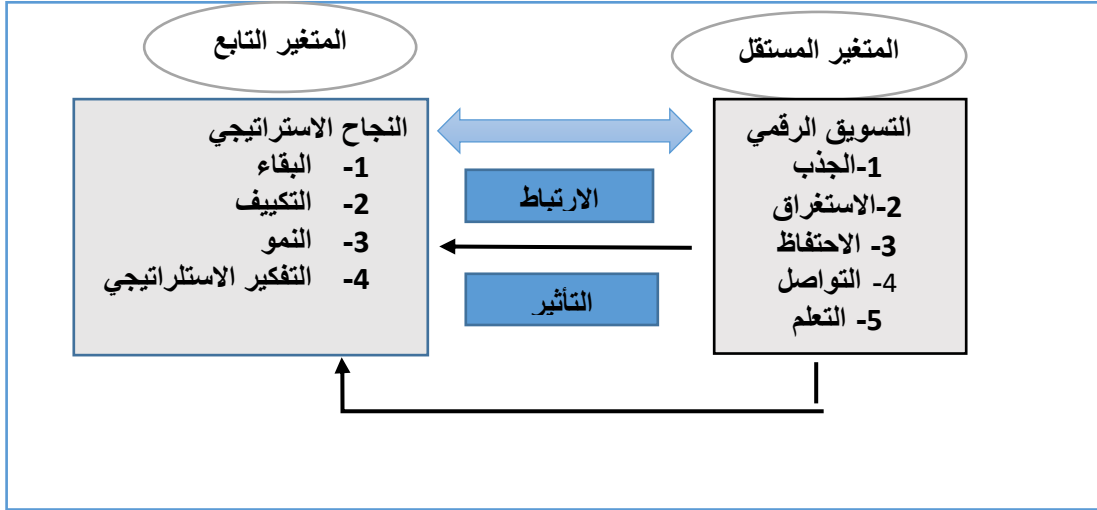 المتغير المستقل
المتغير التابع
التسويق الرقمي
1-الجذب
2-الاستغراق
3- الاحتفاظ
4- التواصل
5- التعلم
الارتباط
التأثير
النجاح الاستراتيجي
1- البقاء
2- التكييف
3- النمو
4- التفكير الاستلراتيجي